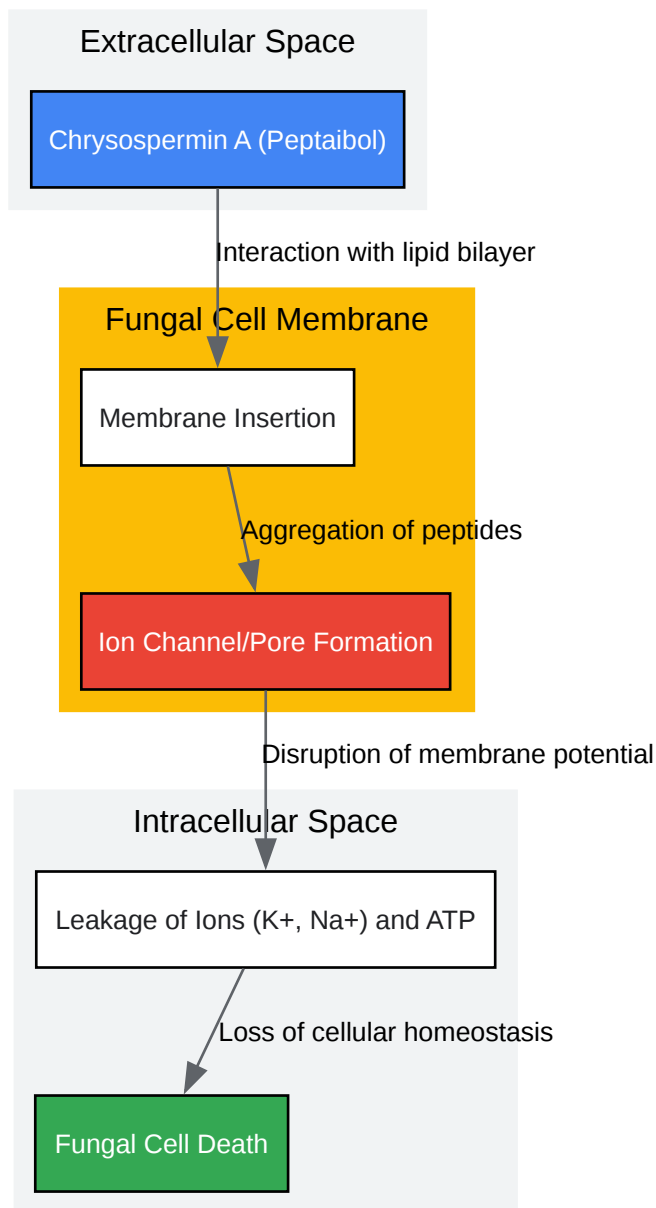 Extracellular Space
Chrysospermin A (Peptaibol)
Interaction with lipid bilayer
Fungal Cell Membrane
Membrane Insertion
Aggregation of peptides
Ion Channel/Pore Formation
Disruption of membrane potential
Intracellular Space
Leakage of Ions (K+, Na+) and ATP
Loss of cellular homeostasis
Fungal Cell Death